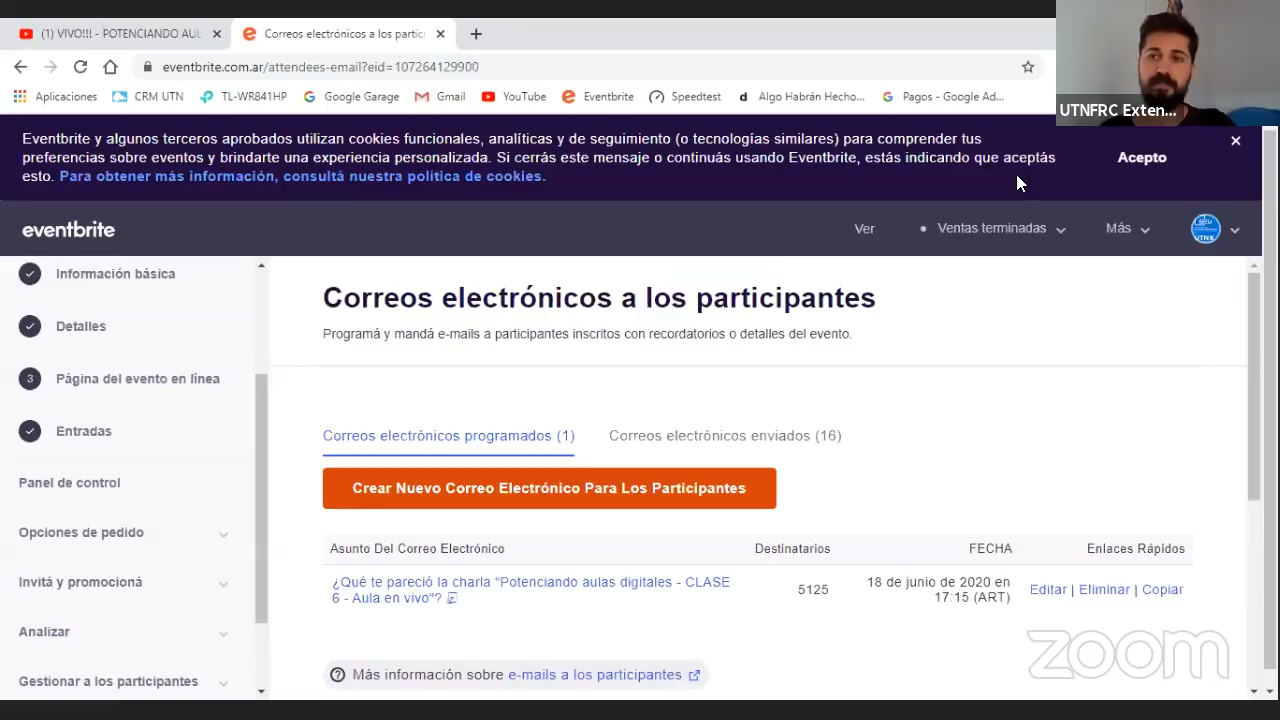 (1) VIVO!!! - POTENCIANDO AUL
Correos electrónicos a los partic
eventbrite.com.ar/attendees-email?eid=107264129900
Aplicaciones
CRM UTN
TL-WR841HP
Google Garage
Gmail
YouTube
Eventbrite
Speedtest
Algo Habrán Hecho...
Pagos - Google Ad...
UTNFRC Exten...
Eventbrite y algunos terceros aprobados utilizan cookies funcionales, analíticas y de seguimiento (o tecnologías similares) para comprender tus
preferencias sobre eventos y brindarte una experiencia personalizada. Si cerrás este mensaje o continuás usando Eventbrite, estás indicando que aceptás
esto. Para obtener más información, consultá nuestra política de cookies.
Acepto
eventbrite
Ver
Ventas terminadas
Más
Información básica
Detalles
3 Página del evento en línea
Entradas
Panel de control
Opciones de pedido
Invitá y promocioná
Analizar
Gestionar a los participantes
Correos electrónicos a los participantes
Programá y mandá e-mails a participantes inscritos con recordatorios o detalles del evento.
Correos electrónicos programados (1)
Correos electrónicos enviados (16)
Crear Nuevo Correo Electrónico Para Los Participantes
Asunto Del Correo Electrónico
Destinatarios
FECHA
Enlaces Rápidos
¿Qué te pareció la charla "Potenciando aulas digitales - CLASE
6 - Aula en vivo"?
5125
18 de junio de 2020 en
17:15 (ART)
Editar | Eliminar | Copiar
Más información sobre e-mails a los participantes
zoom